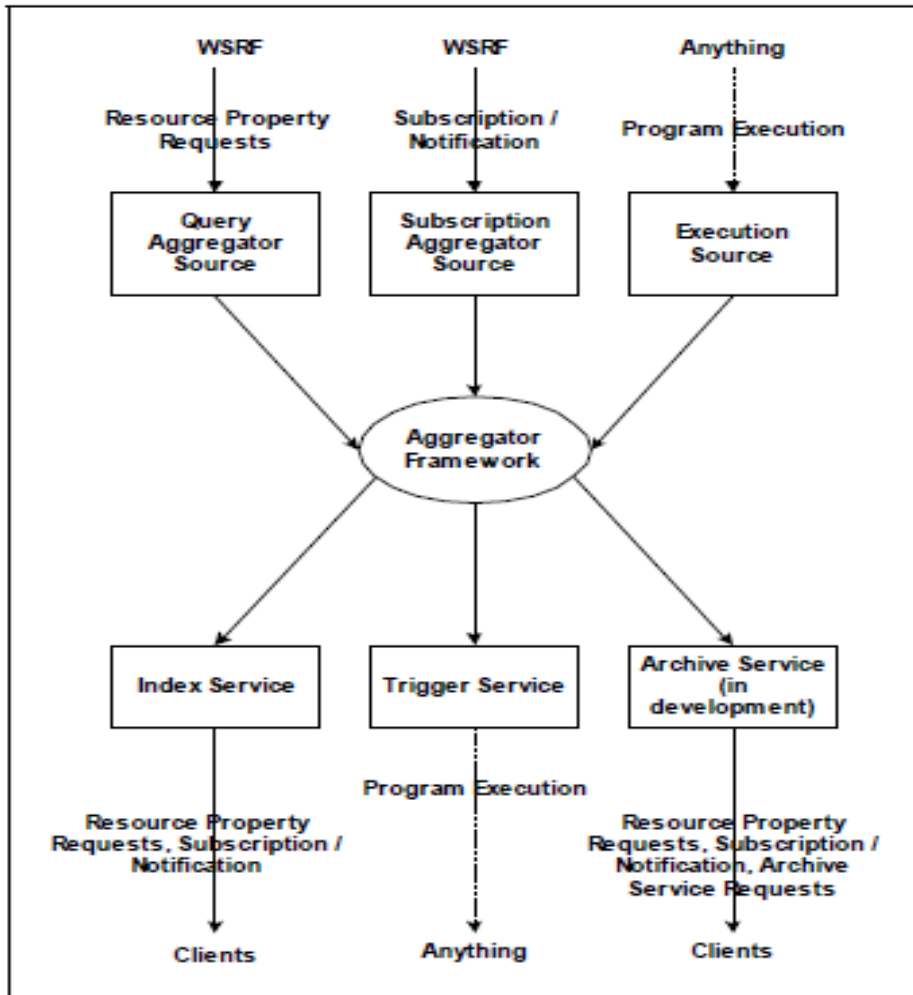 WSRF
WSRF
Anything
Resource Property
Requests
Subscription /
Notification
Program Execution
Query
Aggregator
Source
Subscription
Aggregator
Source
Execution
Source
Aggregator
Framework
Index Service
Trigger Service
Archive Service
(in
development)
Program Execution
Resource Property
Requests, Subscription /
Notification
Resource Property
Requests, Subscription /
Notification, Archive
Service Requests
Clients
Anything
Clients